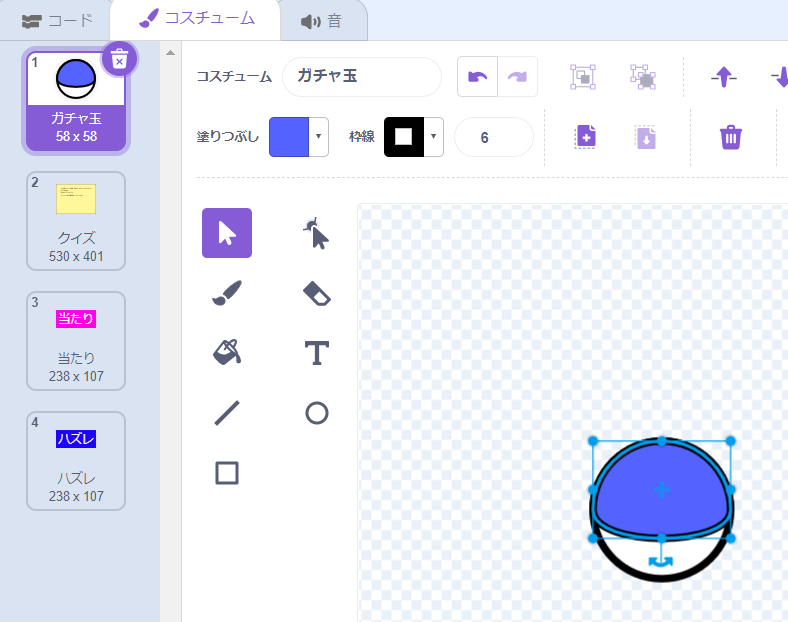 コード
コスチューム
音
1
ガチャ玉
58 x 58
2
クイズ
530 x 401
3
当たり
当たり
238 x 107
4
ハズレ
ハズレ
238 x 107
コスチューム
ガチャ玉
塗りつぶし
枠線
6
T